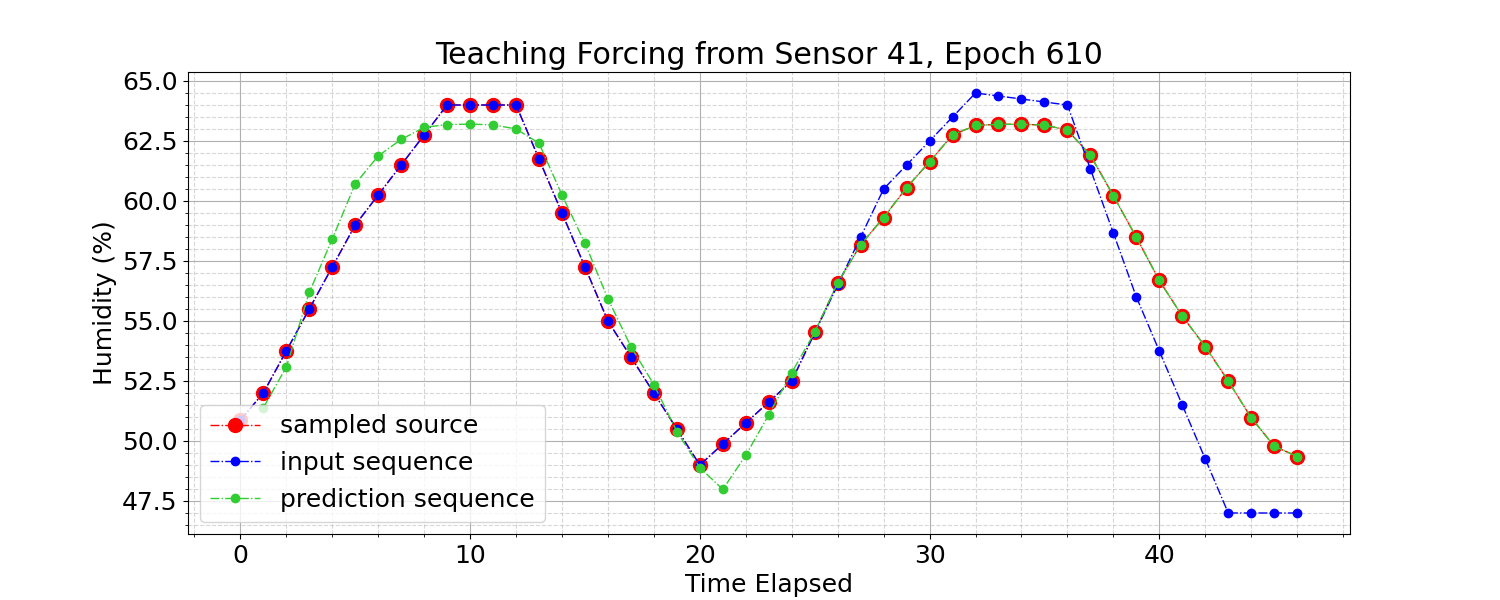 Teaching Forcing from Sensor 41, Epoch 610
Humidity (%)
65.0
62.5
60.0
57.5
55.0
52.5
50.0
47.5
sampled source
input sequence
prediction sequence
0 10 20 30 40
Time Elapsed